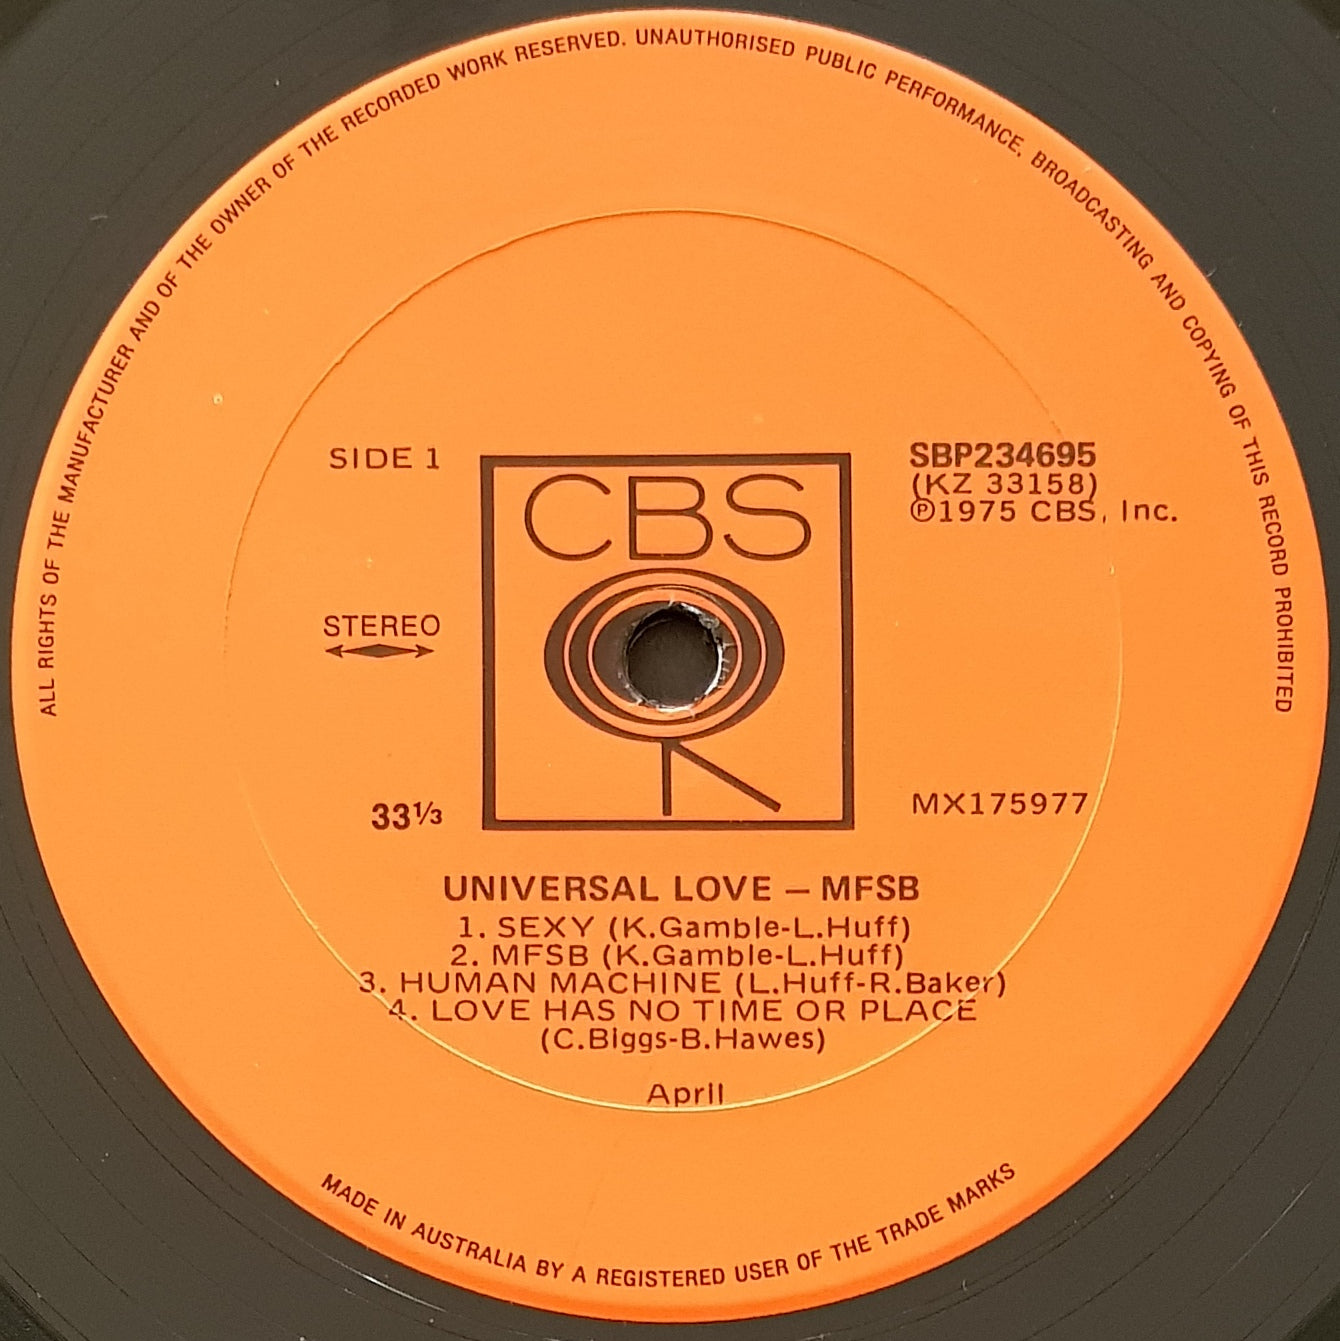 ALL RIGHTS OF THE MANUFACTURER AND OF THE OWNER OF THE RECORDED WORK RESERVED. UNAUTHORISED PUBLIC PERFORMANCE, BROADCASTING AND COPYING OF THIS RECORD PROHIBITED
SIDE 1
SBP234695
(KZ 33158)
℗1975 CBS, Inc.
CBS
STEREO
33⅓
MX175977
UNIVERSAL LOVE – MFSB
1. SEXY (K.Gamble-L.Huff)
2. MFSB (K.Gamble-L.Huff)
3. HUMAN MACHINE (L.Huff-R.Baker)
4. LOVE HAS NO TIME OR PLACE
(C.Biggs-B.Hawes)
April
MADE IN AUSTRALIA BY A REGISTERED USER OF THE TRADE MARKS